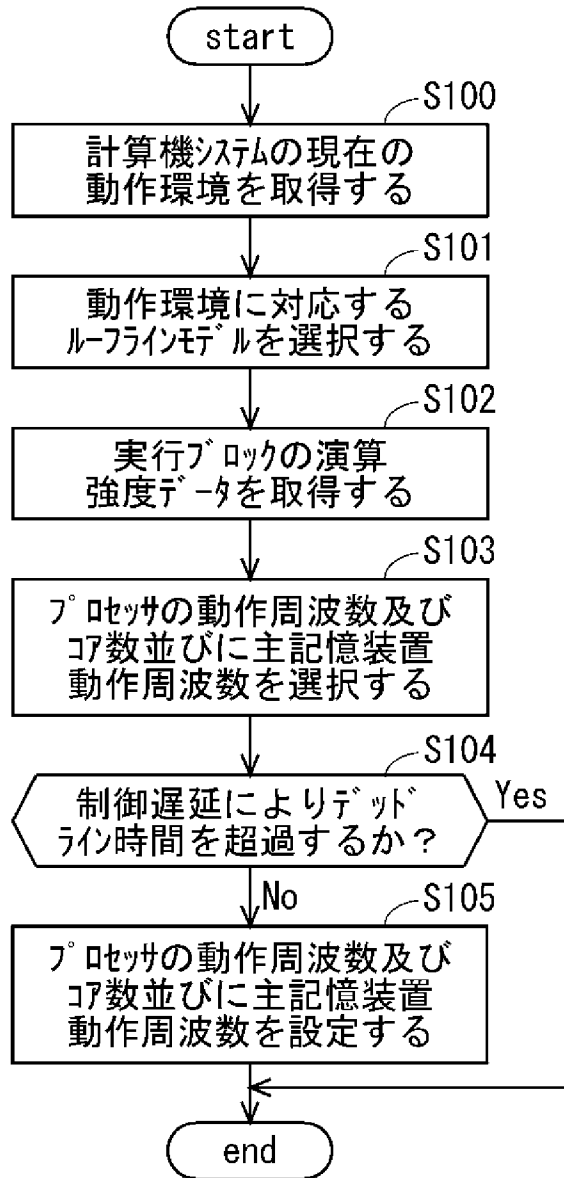 start
S100
計算機ｼｽﾃﾑの現在の
動作環境を取得する
S101
動作環境に対応する
ﾙｰﾌﾗｲﾝﾓﾃﾞﾙを選択する
S102
実行ﾌﾞﾛｯｸの演算
強度ﾃﾞｰﾀを取得する
S103
ﾌﾟﾛｾｯｻの動作周波数及び
ｺｱ数並びに主記憶装置
動作周波数を選択する
S104
制御遅延によりﾃﾞｯﾄﾞ
ﾗｲﾝ時間を超過するか？
Yes
No
S105
ﾌﾟﾛｾｯｻの動作周波数及び
ｺｱ数並びに主記憶装置
動作周波数を設定する
end